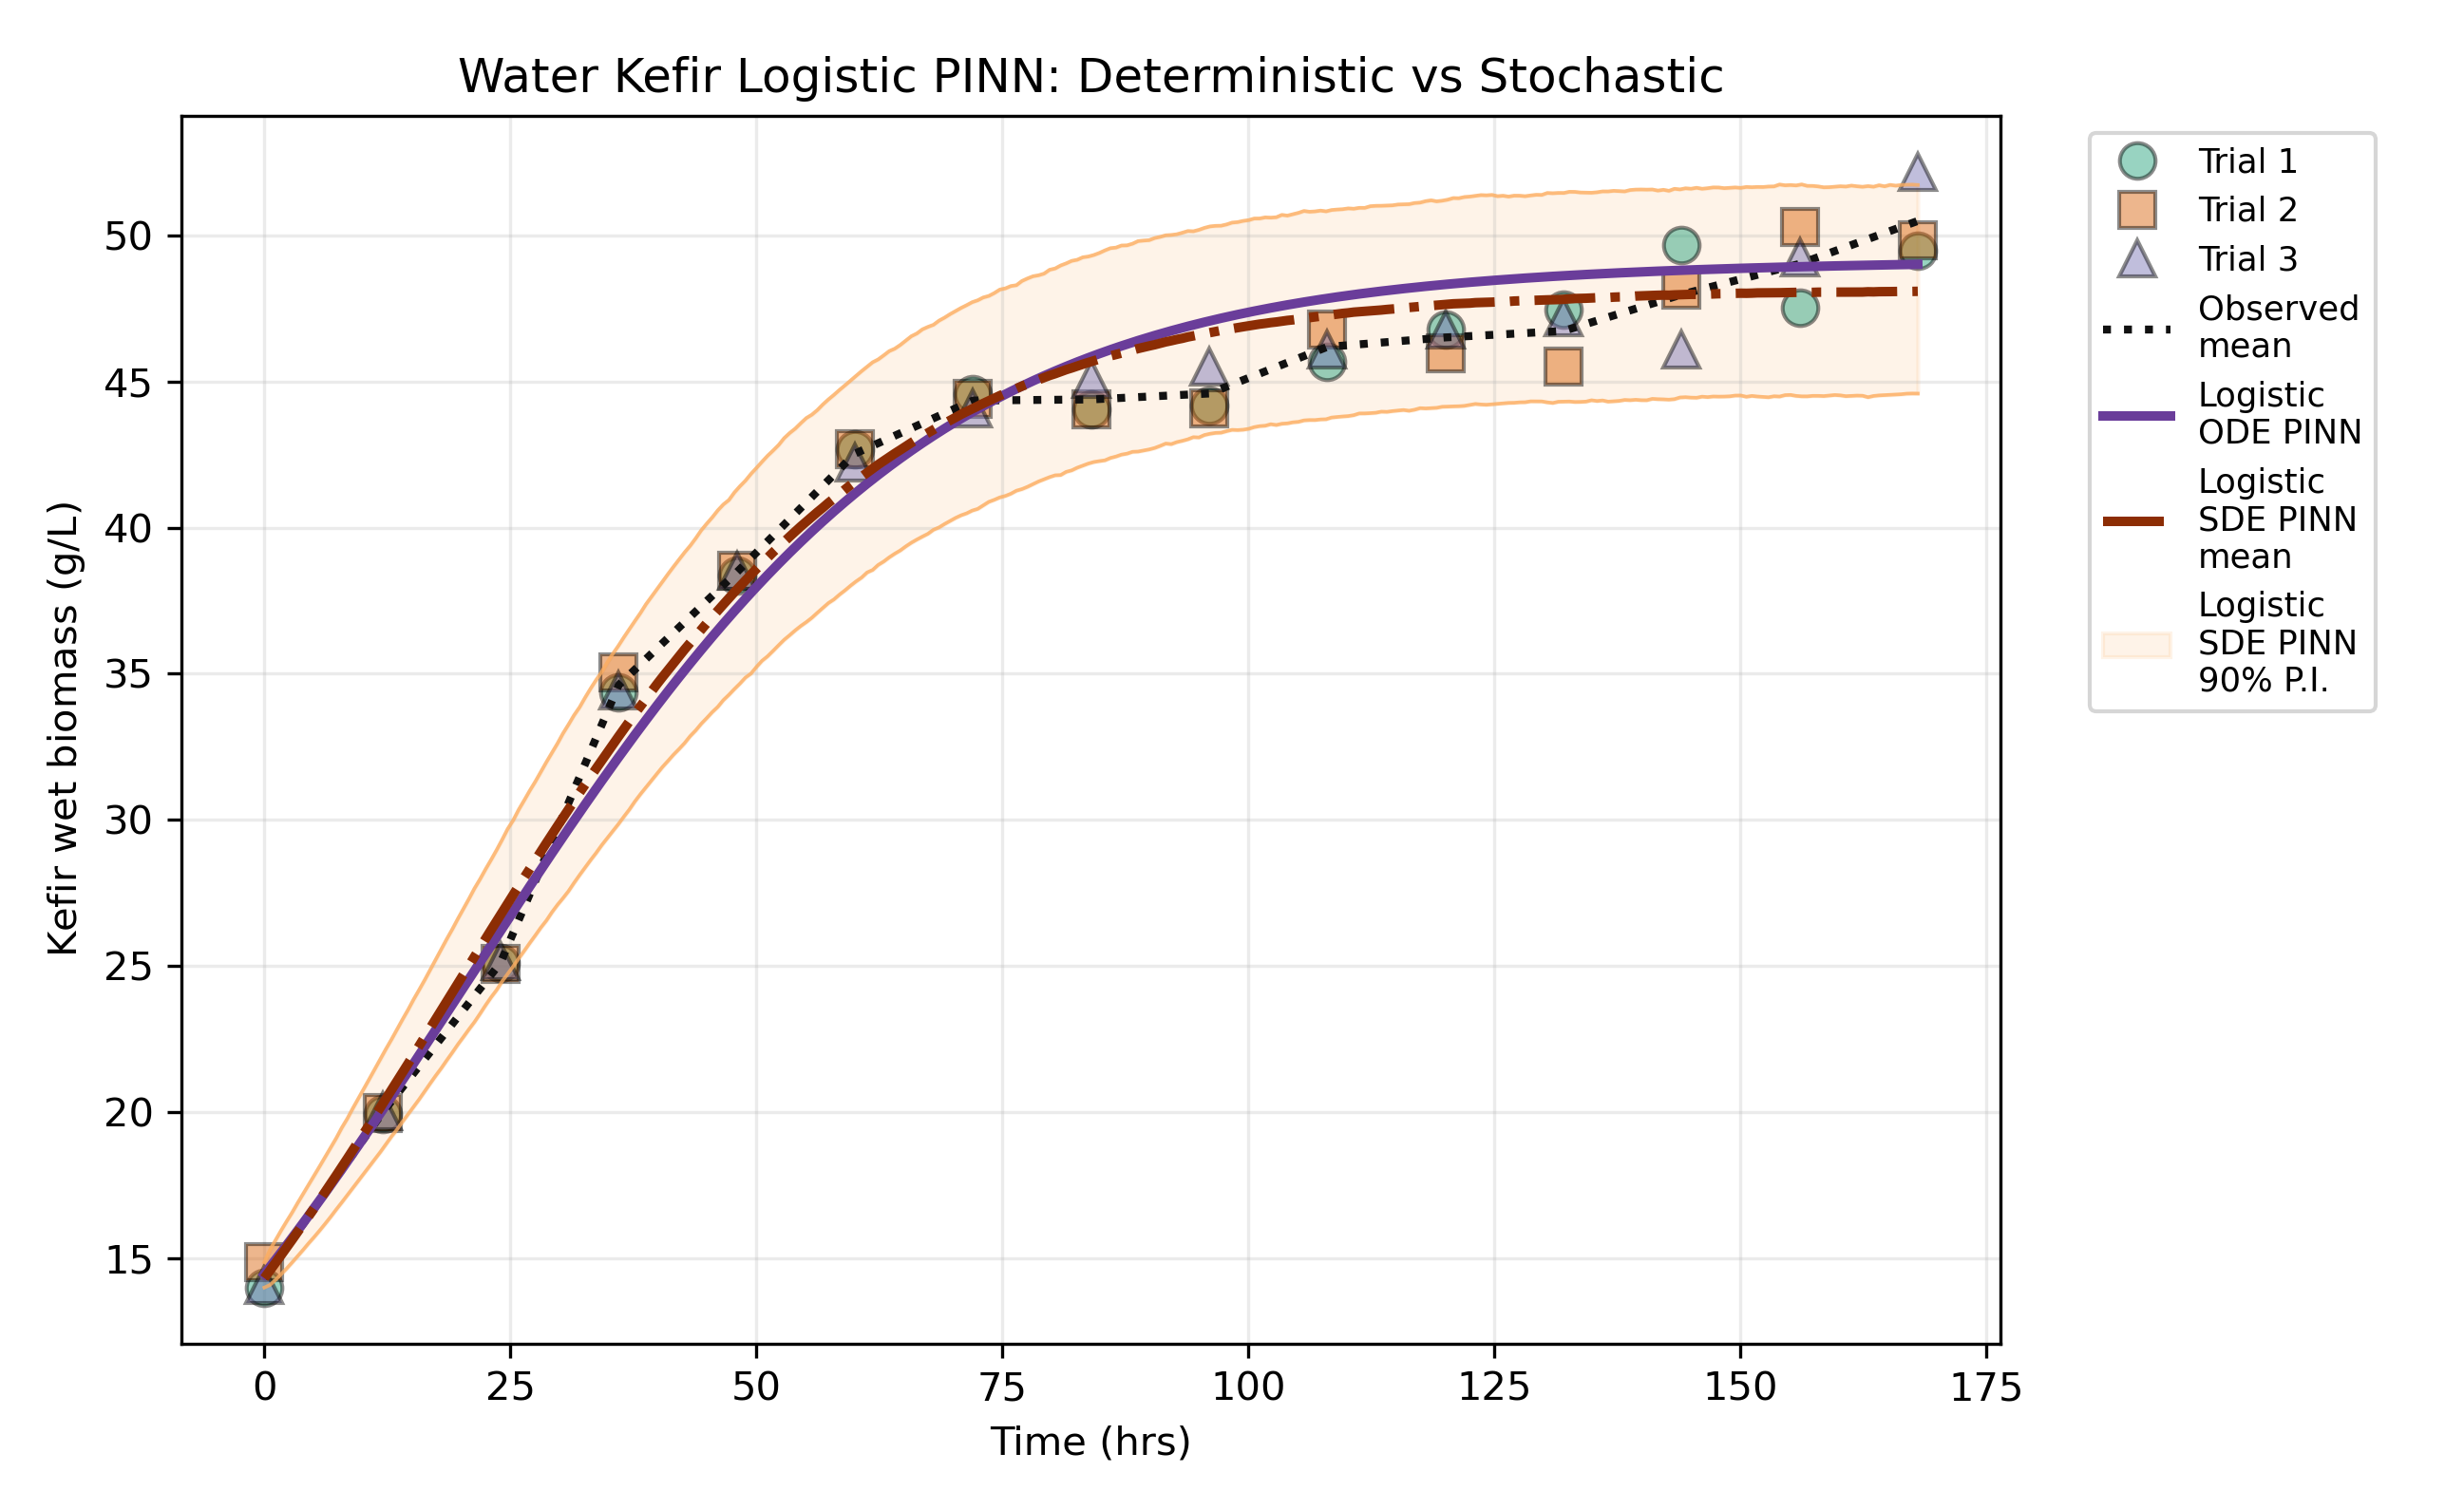 Water Kefir Logistic PINN: Deterministic vs Stochastic
Kefir wet biomass (g/L)
50
45
40
35
30
25
20
15
0
25
50
75
100
125
150
175
Time (hrs)
Trial 1
Trial 2
Trial 3
Observed
mean
Logistic
ODE PINN
Logistic
SDE PINN
mean
Logistic
SDE PINN
90% P.I.